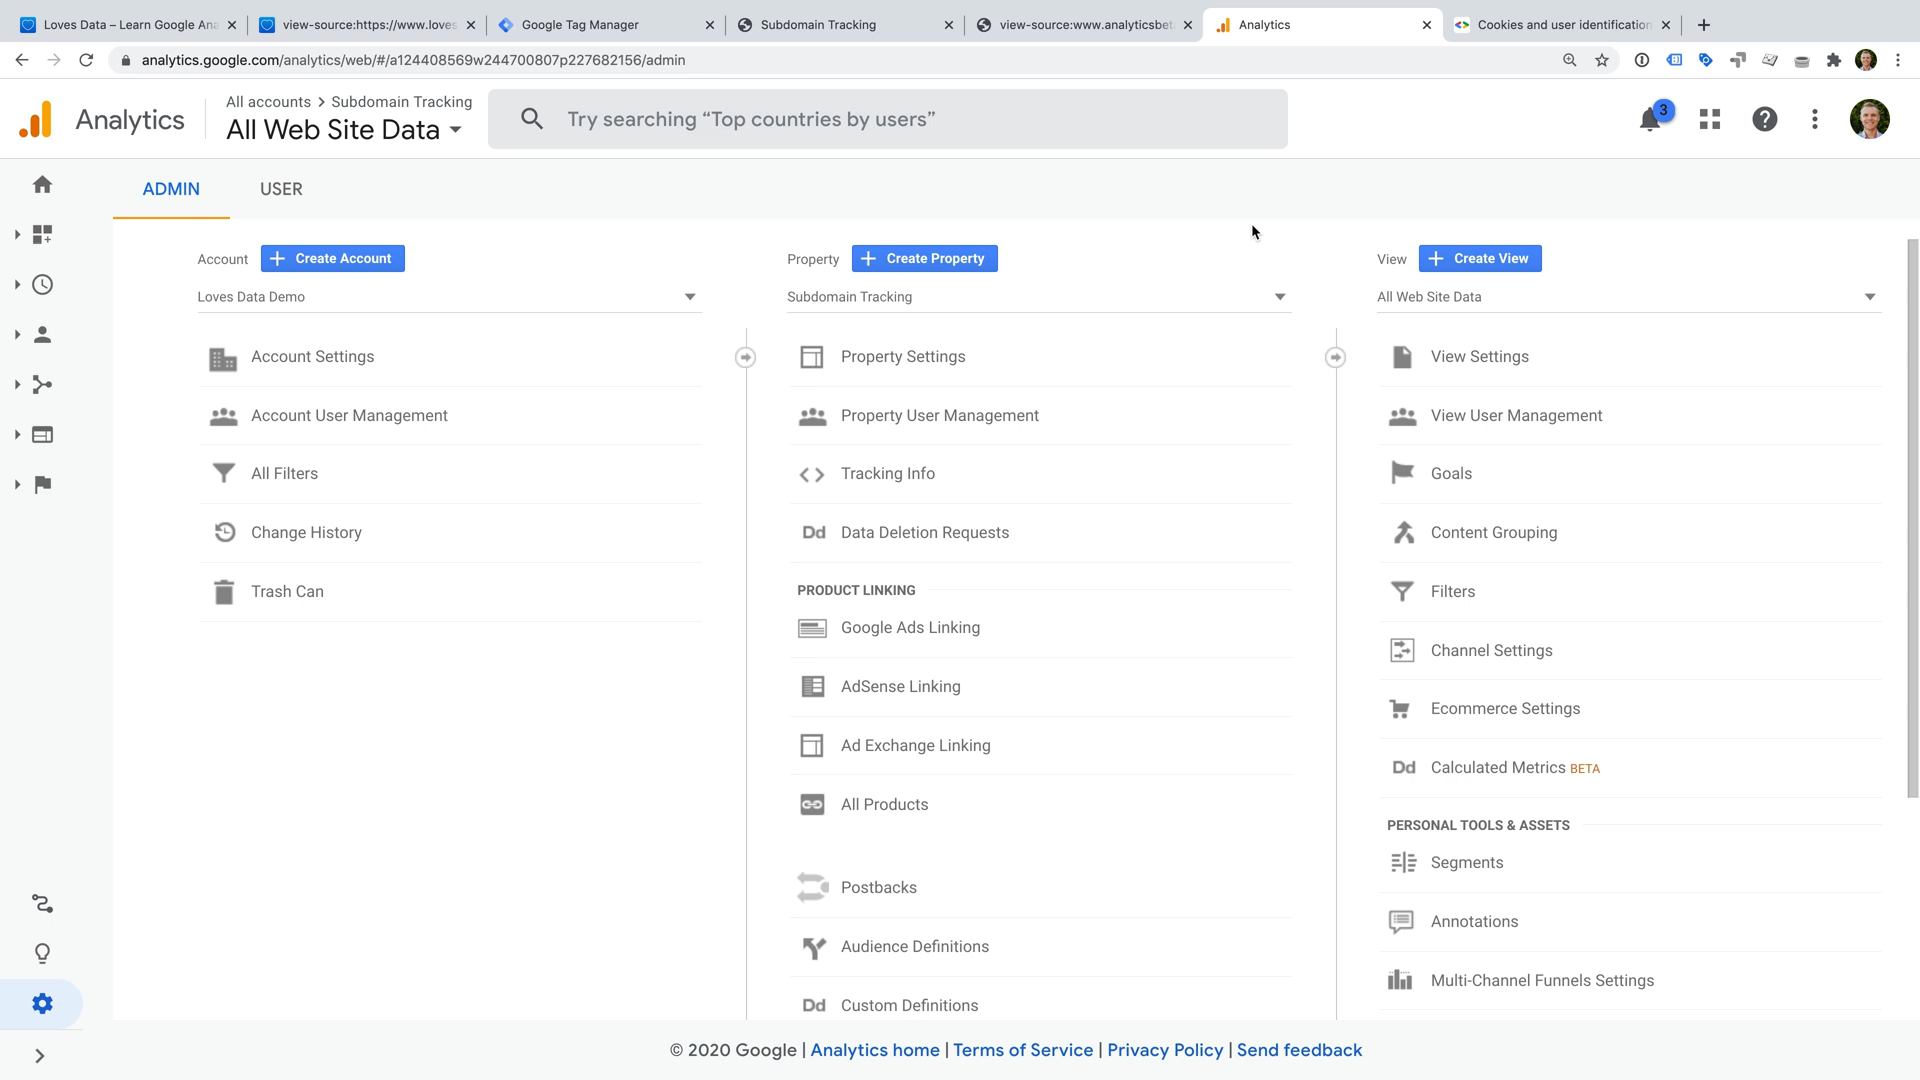 Loves Data – Learn Google Ana
view-source:https://www.loves
Google Tag Manager
Subdomain Tracking
view-source:www.analyticsbet
Analytics
Cookies and user identification
analytics.google.com/analytics/web/#/a124408569w244700807p227682156/admin
Analytics
All accounts > Subdomain Tracking
All Web Site Data
Try searching “Top countries by users”
3
ADMIN
USER
Account
Create Account
Loves Data Demo
Account Settings
Account User Management
All Filters
Change History
Trash Can
Property
Create Property
Subdomain Tracking
Property Settings
Property User Management
Tracking Info
Dd Data Deletion Requests
PRODUCT LINKING
Google Ads Linking
AdSense Linking
Ad Exchange Linking
All Products
Postbacks
Audience Definitions
Dd Custom Definitions
View
Create View
All Web Site Data
View Settings
View User Management
Goals
Content Grouping
Filters
Channel Settings
Ecommerce Settings
Dd Calculated Metrics BETA
PERSONAL TOOLS & ASSETS
Segments
Annotations
Multi-Channel Funnels Settings
© 2020 Google | Analytics home | Terms of Service | Privacy Policy | Send feedback